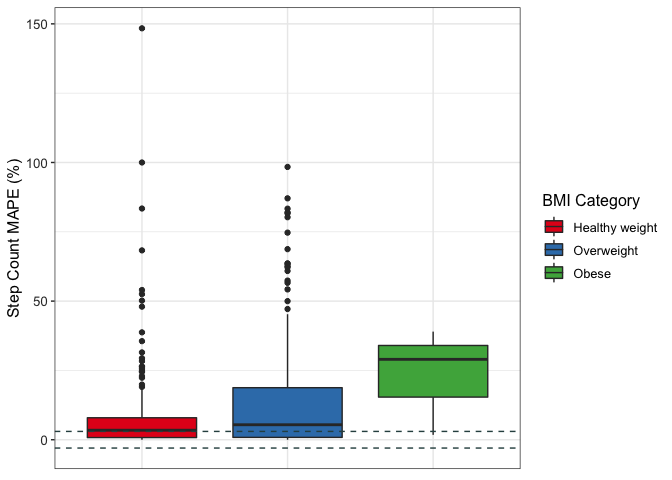 Step Count MAPE (%)
150
100
50
0
BMI Category
Healthy weight
Overweight
Obese